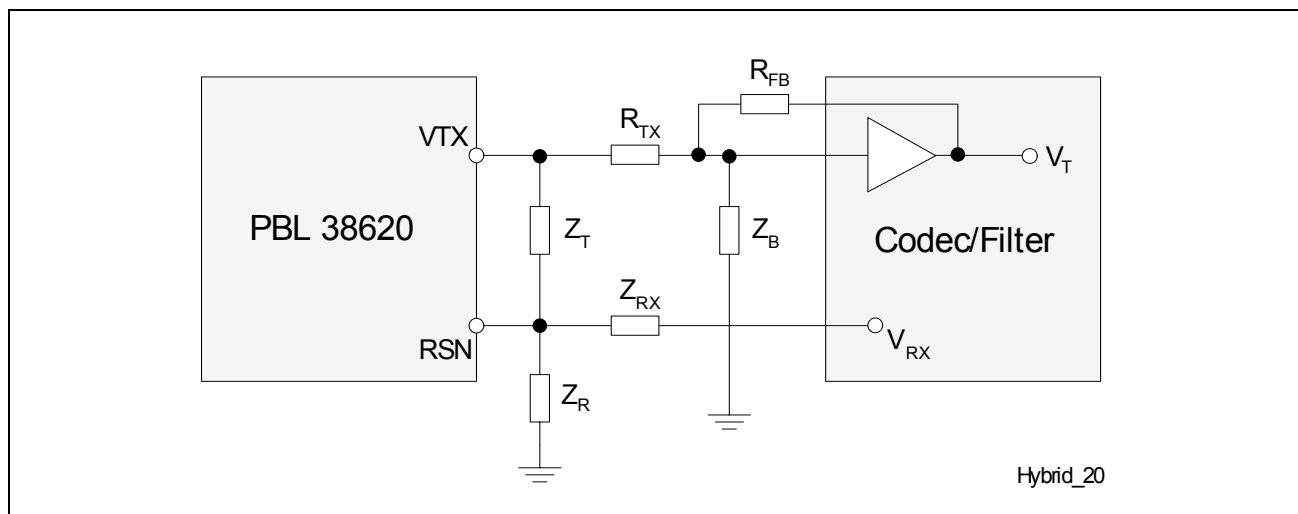 R_FB
R_TX
VTX
V_T
PBL 38620
Z_T
Z_B
Codec/Filter
Z_RX
RSN
V_RX
Z_R
Hybrid_20